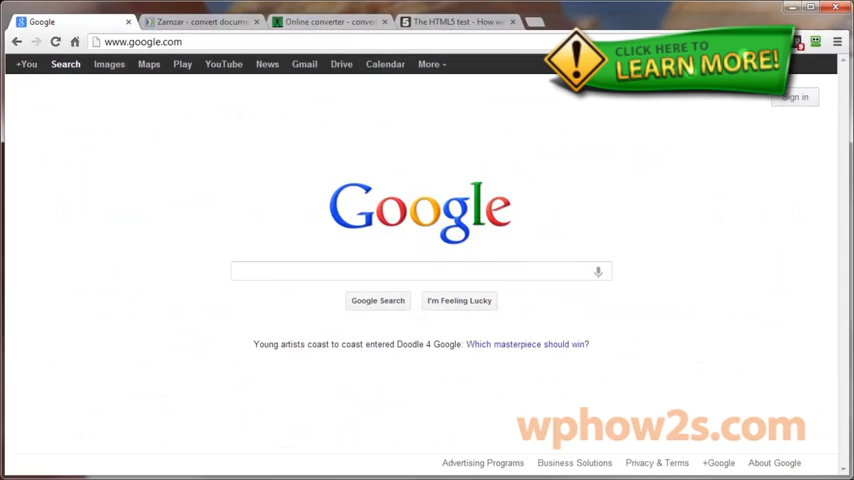 Google
Zamzar - convert docume
Online converter - convert
The HTML5 test - How w
www.google.com
CLICK HERE TO
LEARN MORE!
+You Search Images Maps Play YouTube News Gmail Drive Calendar More
Sign in
Google
Google Search I'm Feeling Lucky
Young artists coast to coast entered Doodle 4 Google: Which masterpiece should win?
wphow2s.com
Advertising Programs Business Solutions Privacy & Terms +Google About Google